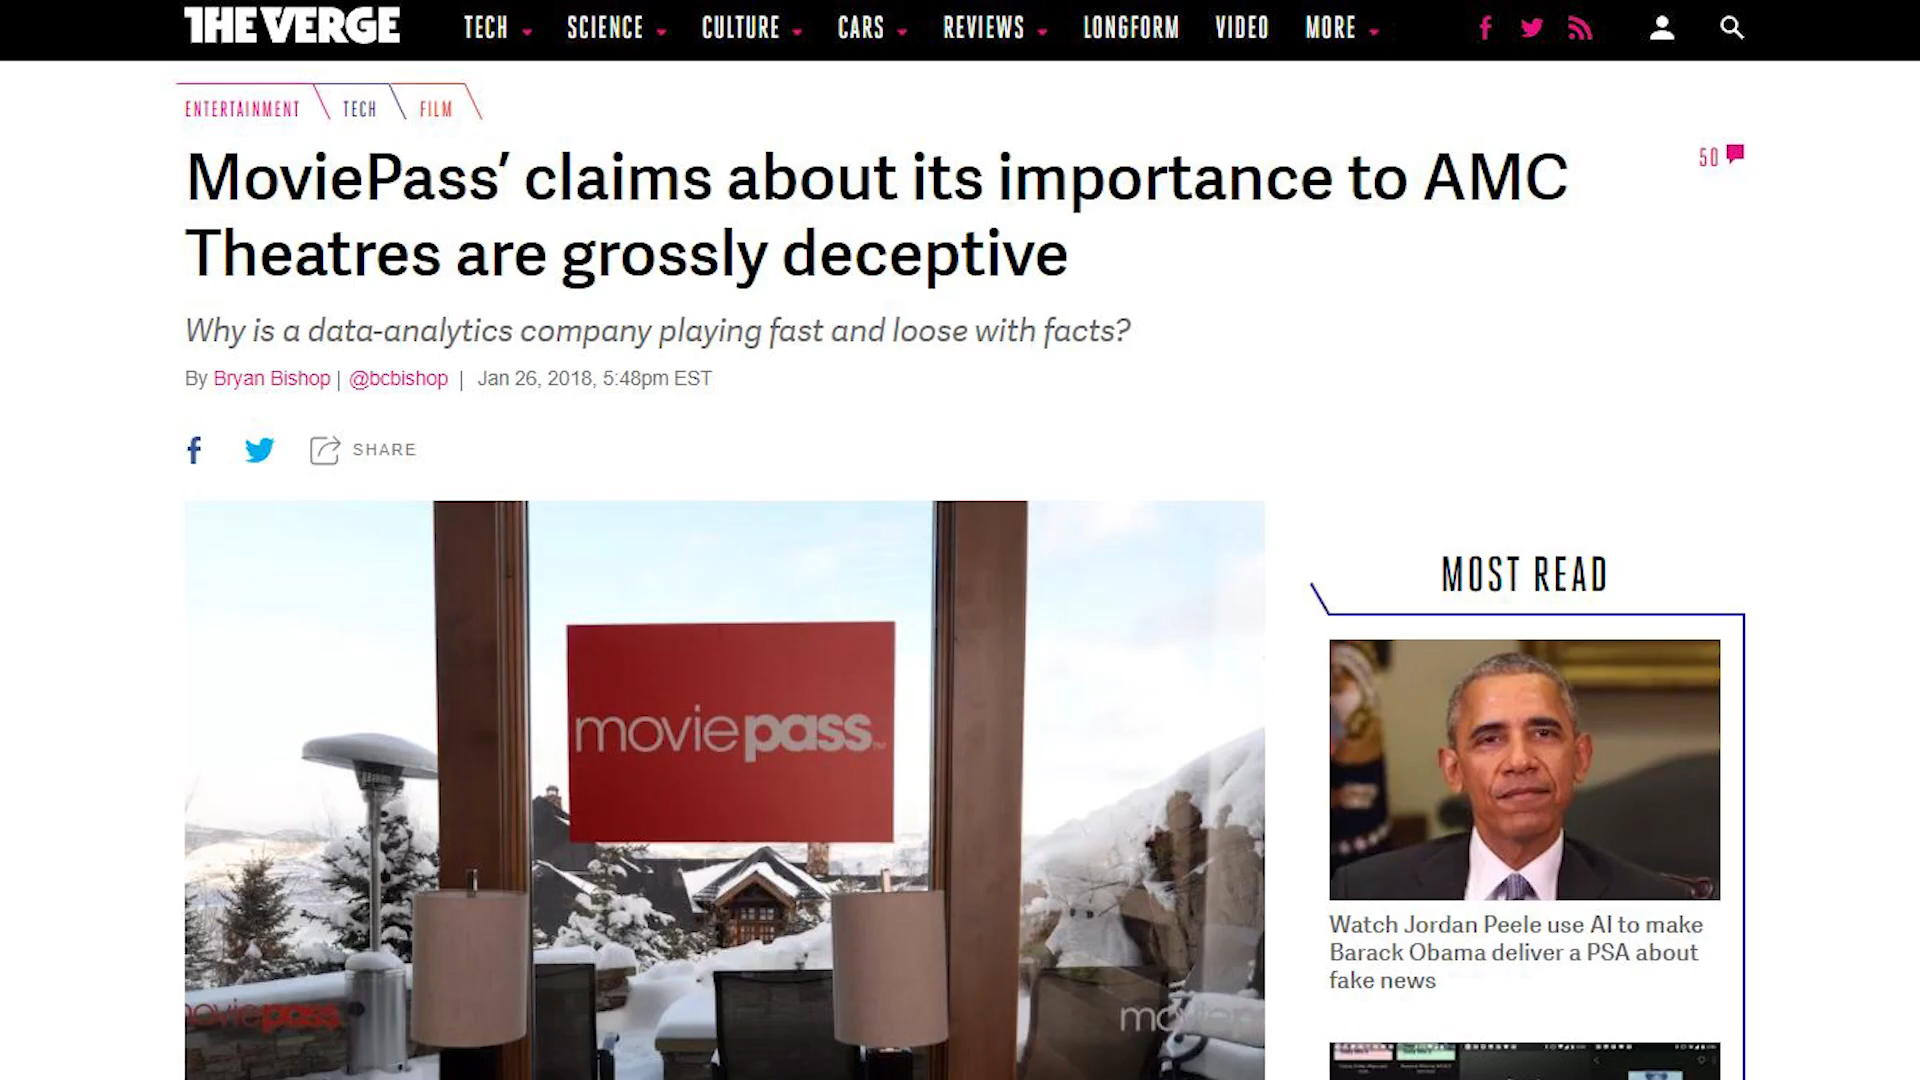 THE VERGE
TECH SCIENCE CULTURE CARS REVIEWS LONGFORM VIDEO MORE
ENTERTAINMENT TECH FILM
MoviePass’ claims about its importance to AMC
Theatres are grossly deceptive
50
Why is a data-analytics company playing fast and loose with facts?
By Bryan Bishop | @bcbishop | Jan 26, 2018, 5:48pm EST
SHARE
moviepass™
moviepass
MOST READ
Watch Jordan Peele use AI to make
Barack Obama deliver a PSA about
fake news